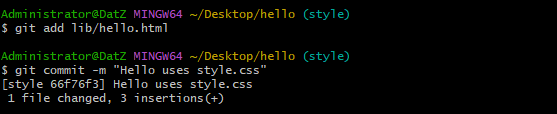 Administrator@DatZ MINGW64 ~/Desktop/hello (style)
$ git add lib/hello.html
Administrator@DatZ MINGW64 ~/Desktop/hello (style)
$ git commit -m "Hello uses style.css"
[style 66f76f3] Hello uses style.css
 1 file changed, 3 insertions(+)